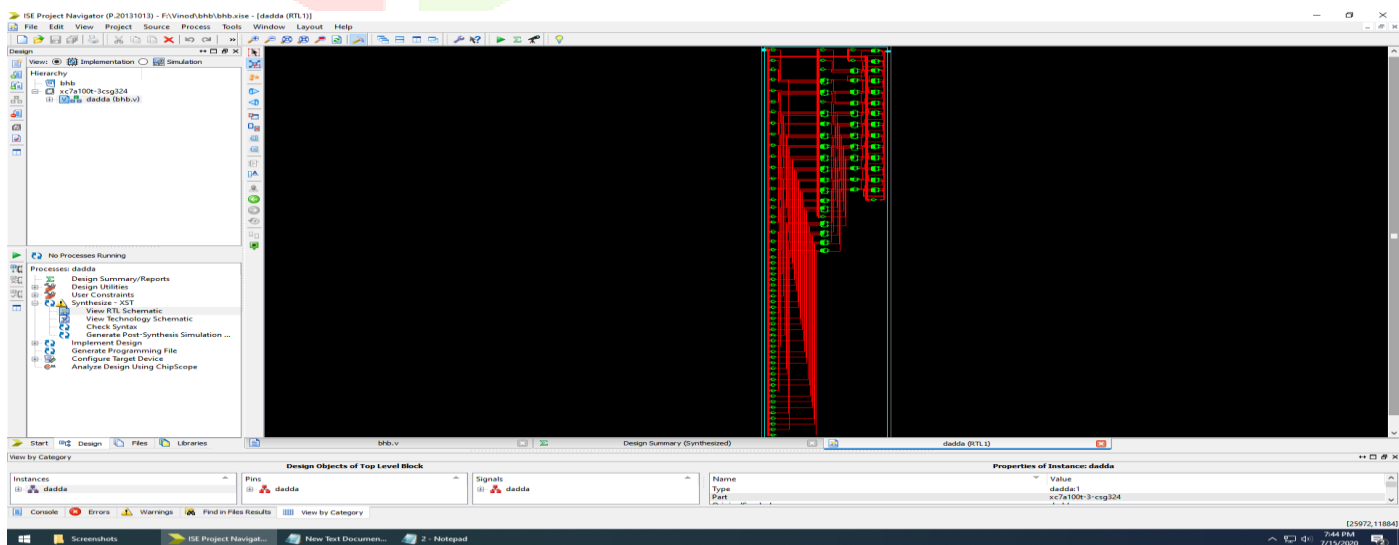 ISE Project Navigator (P.20131013) - F:\Vinod\bhb\bhb.xise - [dadda (RTL1)]
File Edit View Project Source Process Tools Window Layout Help
Design
View: Implementation Simulation
Hierarchy
bhb
xc7a100t-3csg324
dadda (bhb.v)
No Processes Running
Processes: dadda
Design Summary/Reports
Design Utilities
User Constraints
Synthesize - XST
View RTL Schematic
View Technology Schematic
Check Syntax
Generate Post-Synthesis Simulation ...
Implement Design
Generate Programming File
Configure Target Device
Analyze Design Using ChipScope
Start Design Files Libraries
bhb.v Design Summary (Synthesized) dadda (RTL1)
View by Category
Design Objects of Top Level Block Properties of Instance: dadda
Instances Pins Signals Name Value
dadda dadda dadda Type dadda:1
Part xc7a100t-3-csg324
Console Errors Warnings Find in Files Results View by Category
[25972,11884]
Screenshots ISE Project Navigat... New Text Documen... 2 - Notepad 7:44 PM
7/15/2020